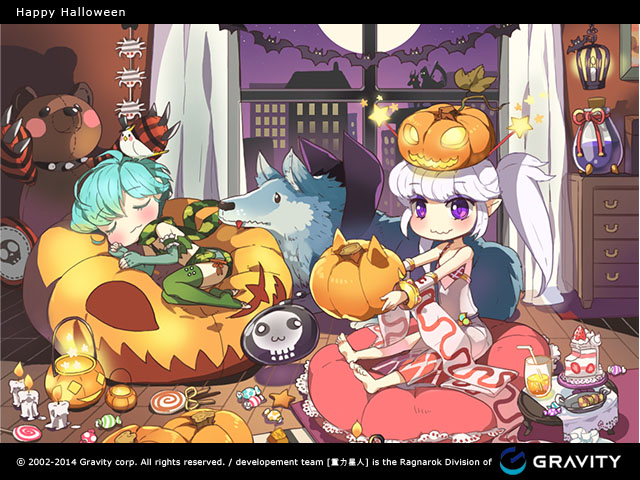 Happy Halloween
© 2002-2014 Gravity corp. All rights reserved. / developement team [重力星人] is the Ragnarok Division of GRAVITY